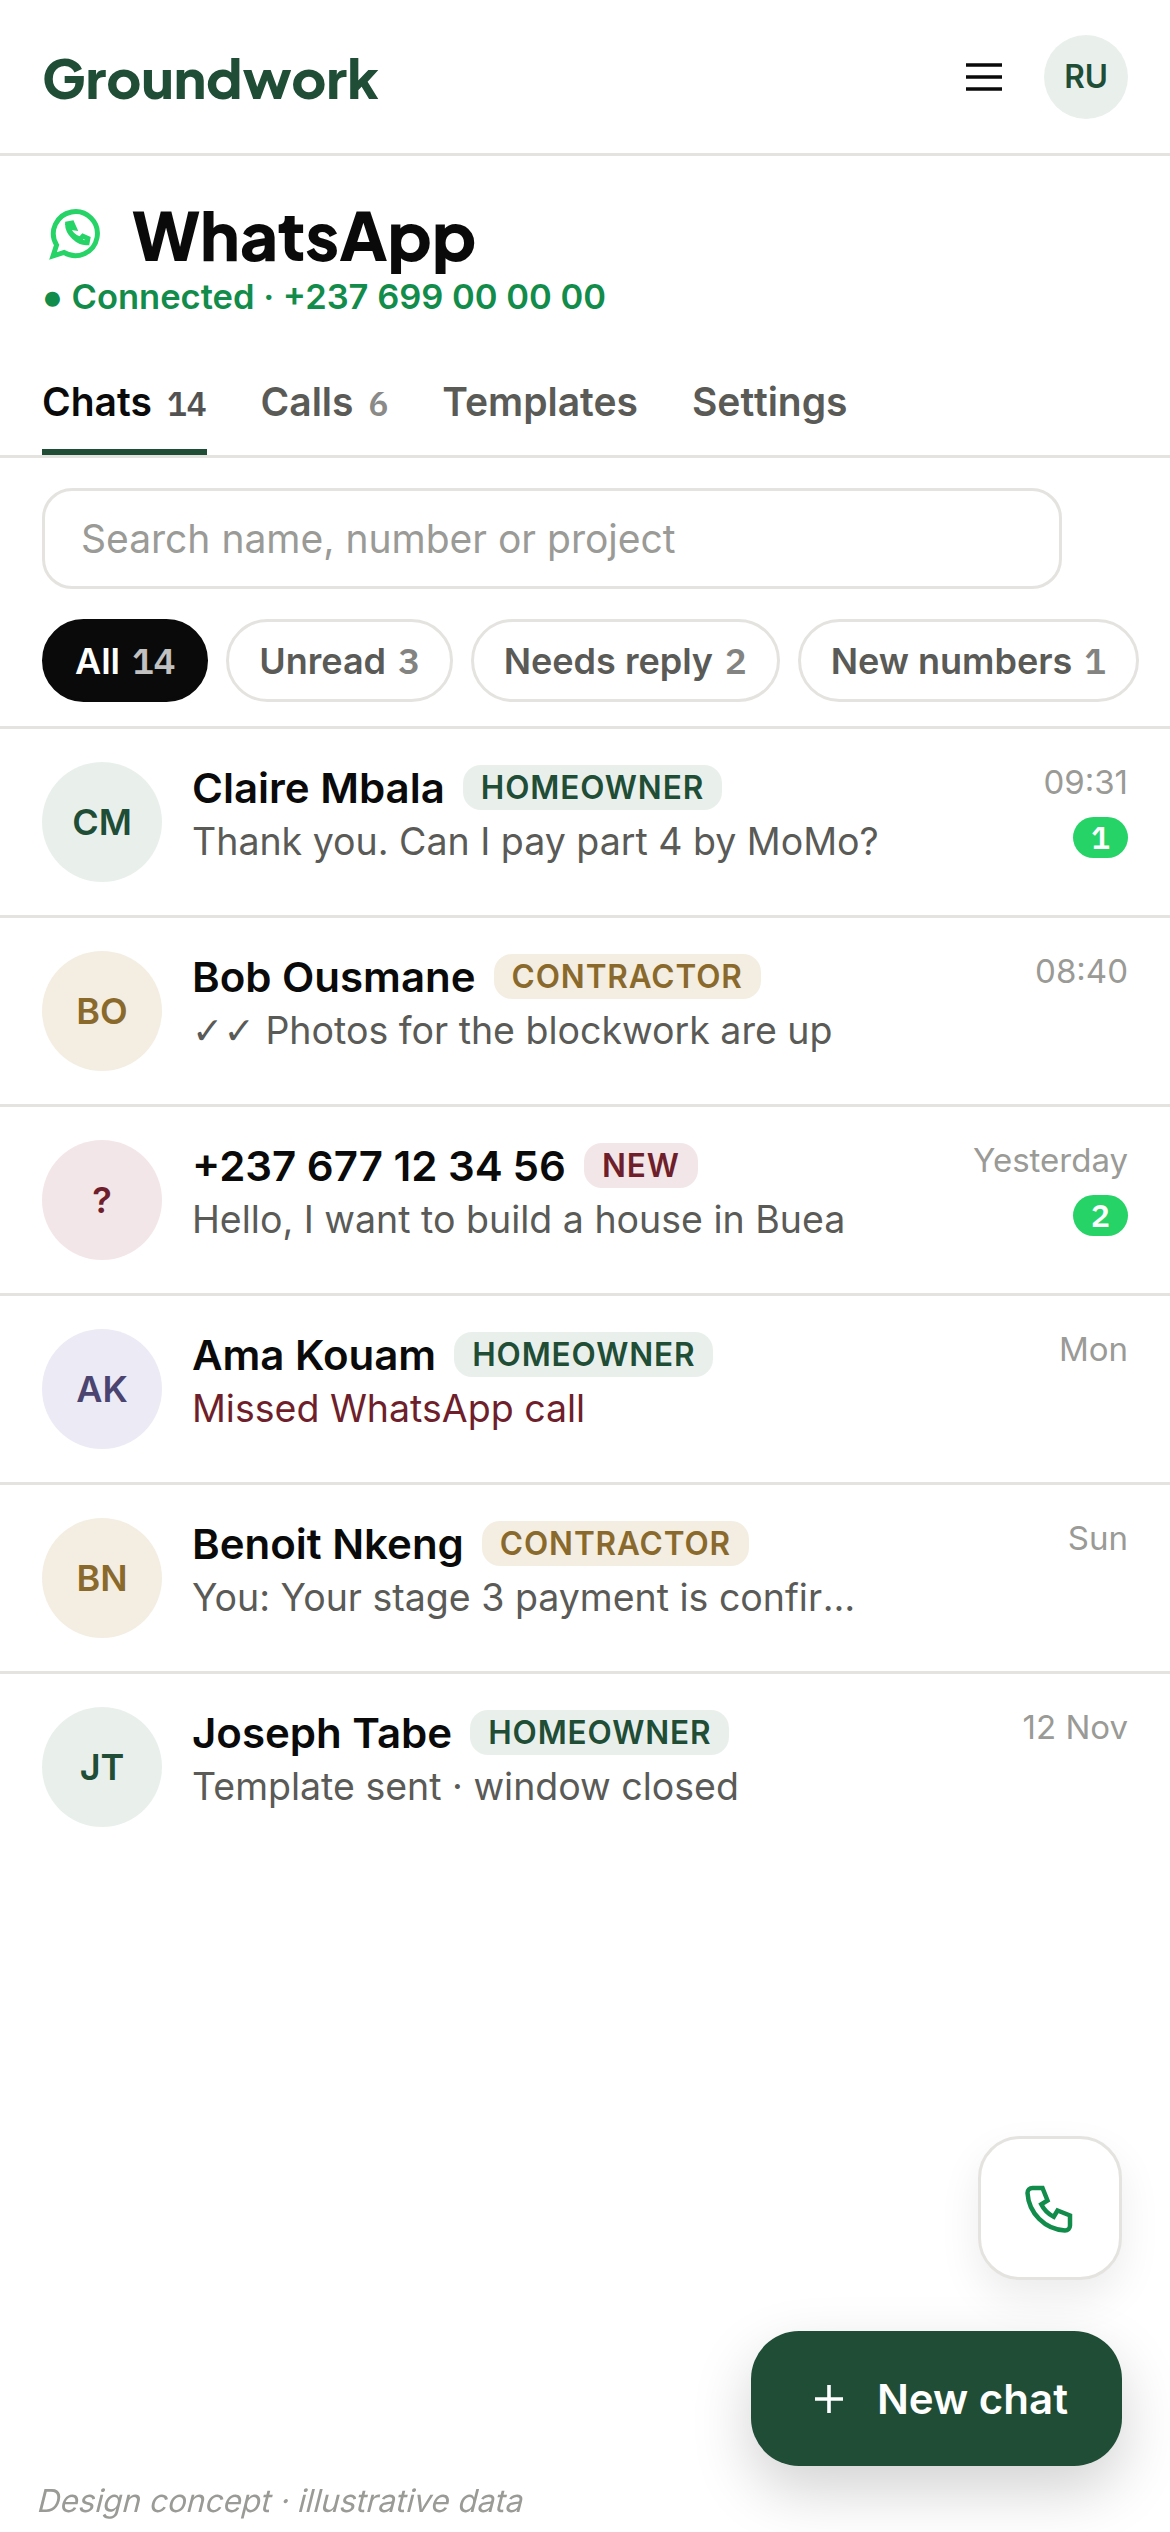 Groundwork
RU
WhatsApp
● Connected · +237 699 00 00 00
Chats 14 Calls 6 Templates Settings
Search name, number or project
All 14 Unread 3 Needs reply 2 New numbers 1
CM Claire Mbala HOMEOWNER 09:31
Thank you. Can I pay part 4 by MoMo? 1
BO Bob Ousmane CONTRACTOR 08:40
✓✓ Photos for the blockwork are up
? +237 677 12 34 56 NEW Yesterday
Hello, I want to build a house in Buea 2
AK Ama Kouam HOMEOWNER Mon
Missed WhatsApp call
BN Benoit Nkeng CONTRACTOR Sun
You: Your stage 3 payment is confir...
JT Joseph Tabe HOMEOWNER 12 Nov
Template sent · window closed
+ New chat
Design concept · illustrative data